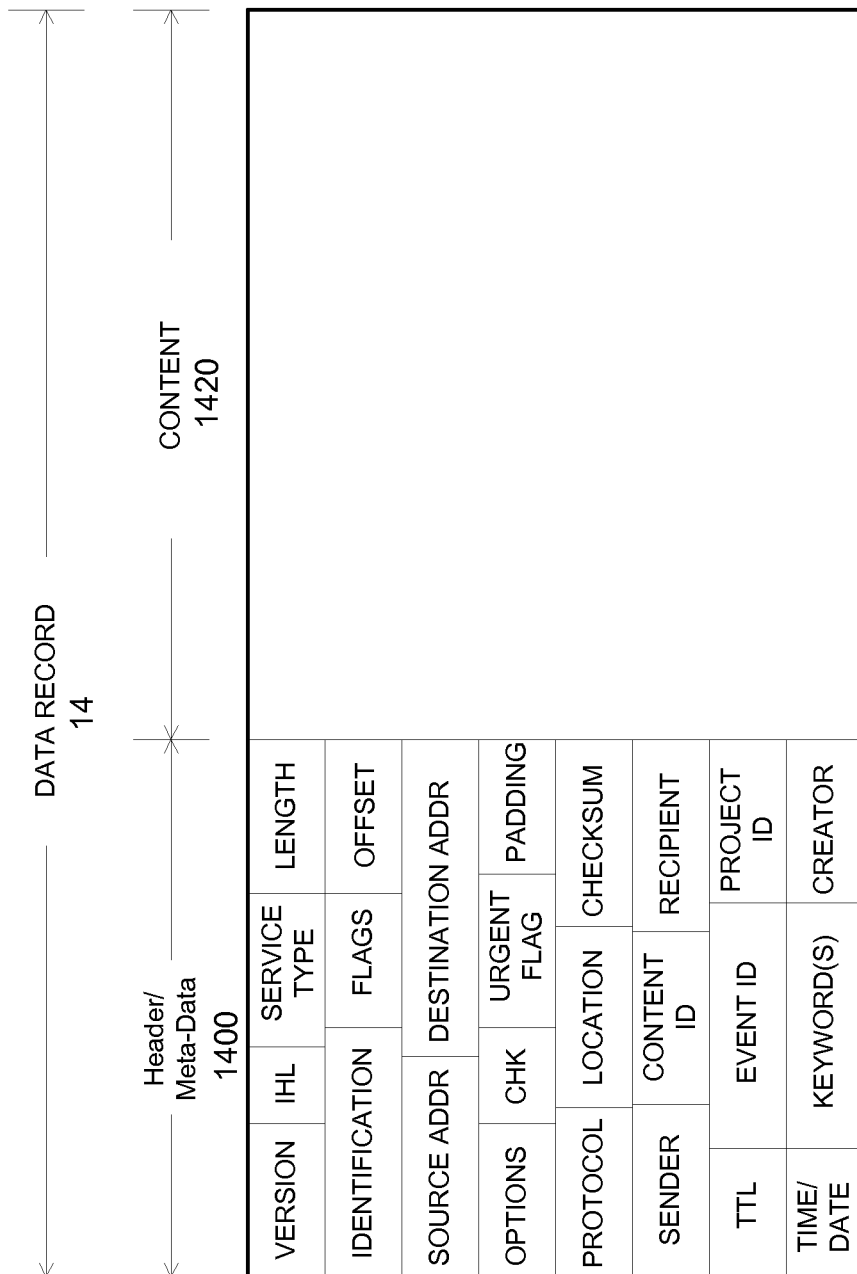 DATA RECORD
14
Header/
Meta-Data
1400
CONTENT
1420
VERSION
IHL
SERVICE
TYPE
LENGTH
IDENTIFICATION
FLAGS
OFFSET
SOURCE ADDR
DESTINATION ADDR
OPTIONS
CHK
URGENT
FLAG
PADDING
PROTOCOL
LOCATION
CHECKSUM
SENDER
CONTENT
ID
RECIPIENT
TTL
EVENT ID
PROJECT
ID
TIME/
DATE
KEYWORD(S)
CREATOR